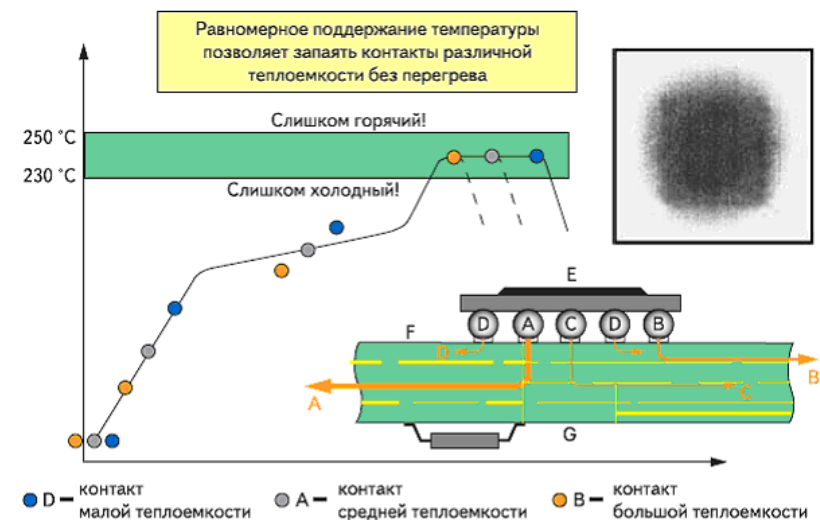 Равномерное поддержание температуры
позволяет запаять контакты различной
теплоемкости без перегрева
Слишком горячий!
250 °C
230 °C
Слишком холодный!
E
D A C D B
F
D
B
C
A
G
D – контакт
малой теплоемкости
A – контакт
средней теплоемкости
B – контакт
большой теплоемкости